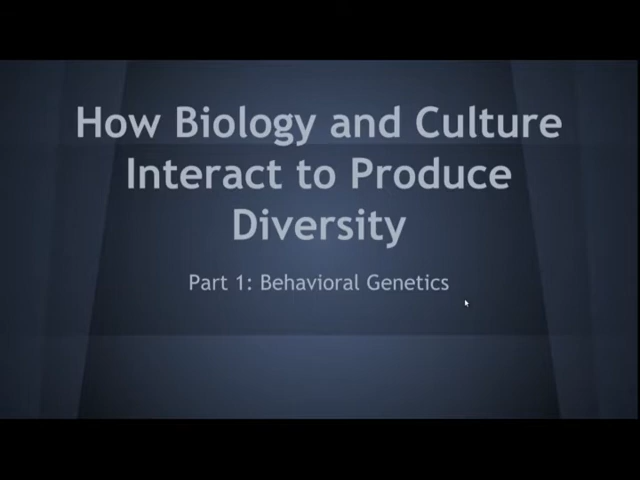 How Biology and Culture
Interact to Produce
Diversity
Part 1: Behavioral Genetics